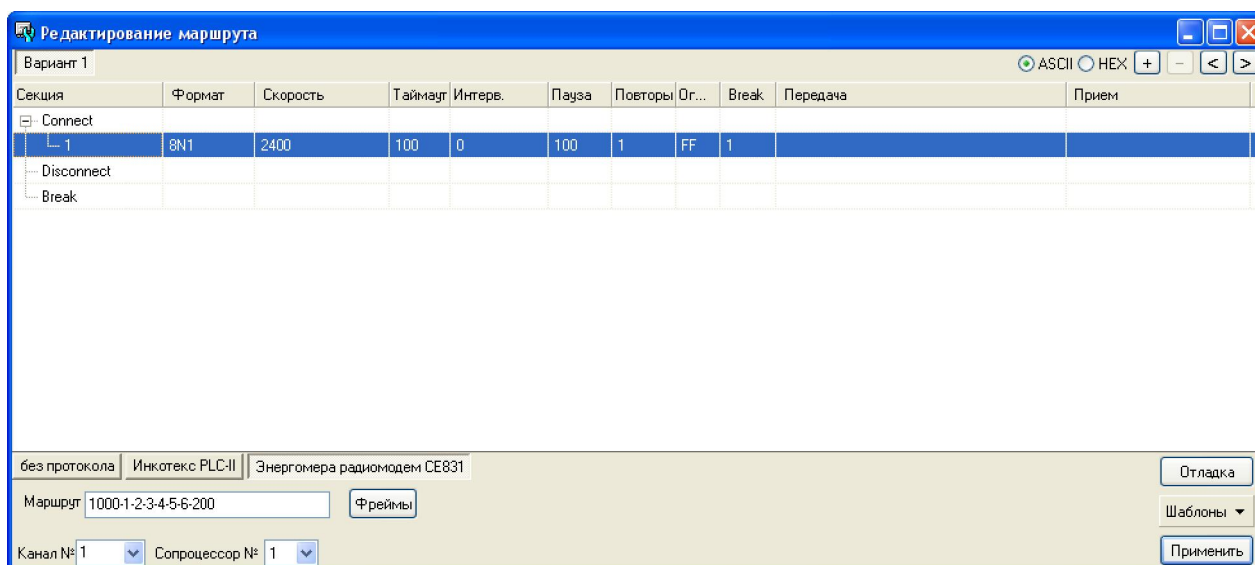 Редактирование маршрута
Вариант 1 ASCII HEX + - < >
Секция Формат Скорость Таймаут Интерв. Пауза Повторы Ог... Break Передача Прием
Connect
1 8N1 2400 100 0 100 1 FF 1
Disconnect
Break
без протокола Инкотекс PLC-II Энергомера радиомодем CE831 Отладка
Маршрут 1000-1-2-3-4-5-6-200 Фреймы Шаблоны
Канал № 1 Сопроцессор № 1 Применить